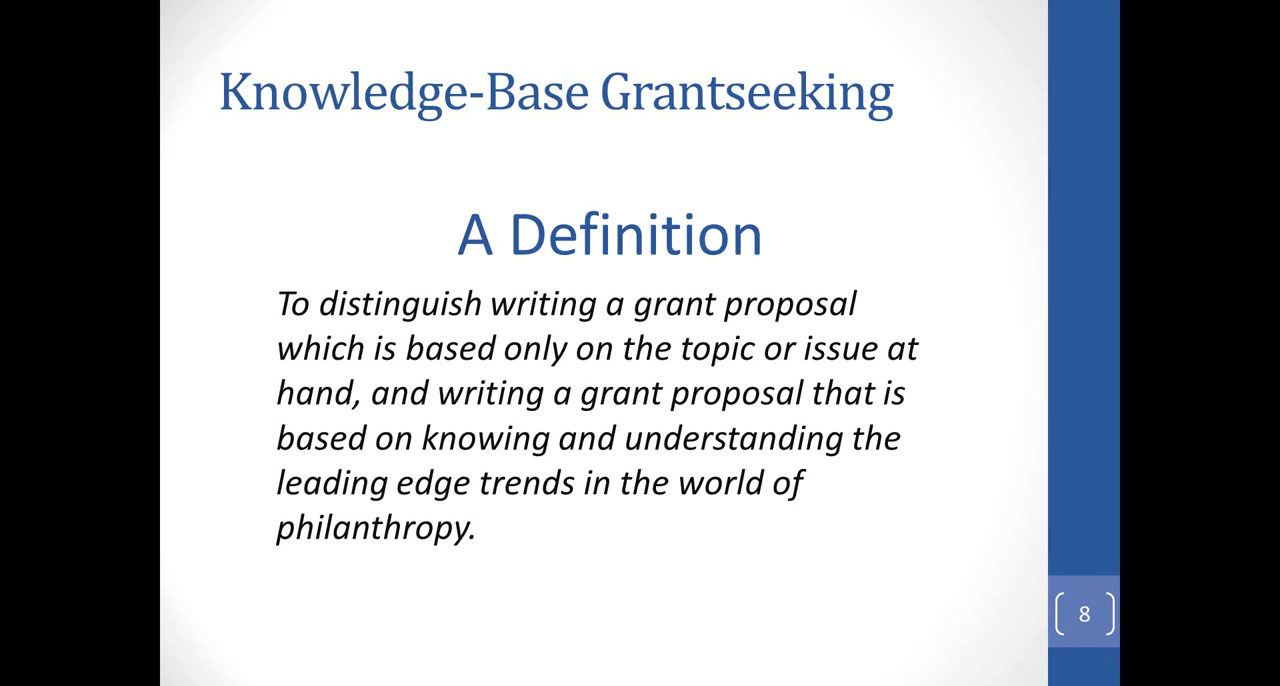 Knowledge-Base Grantseeking
A Definition
To distinguish writing a grant proposal
which is based only on the topic or issue at
hand, and writing a grant proposal that is
based on knowing and understanding the
leading edge trends in the world of
philanthropy.
8